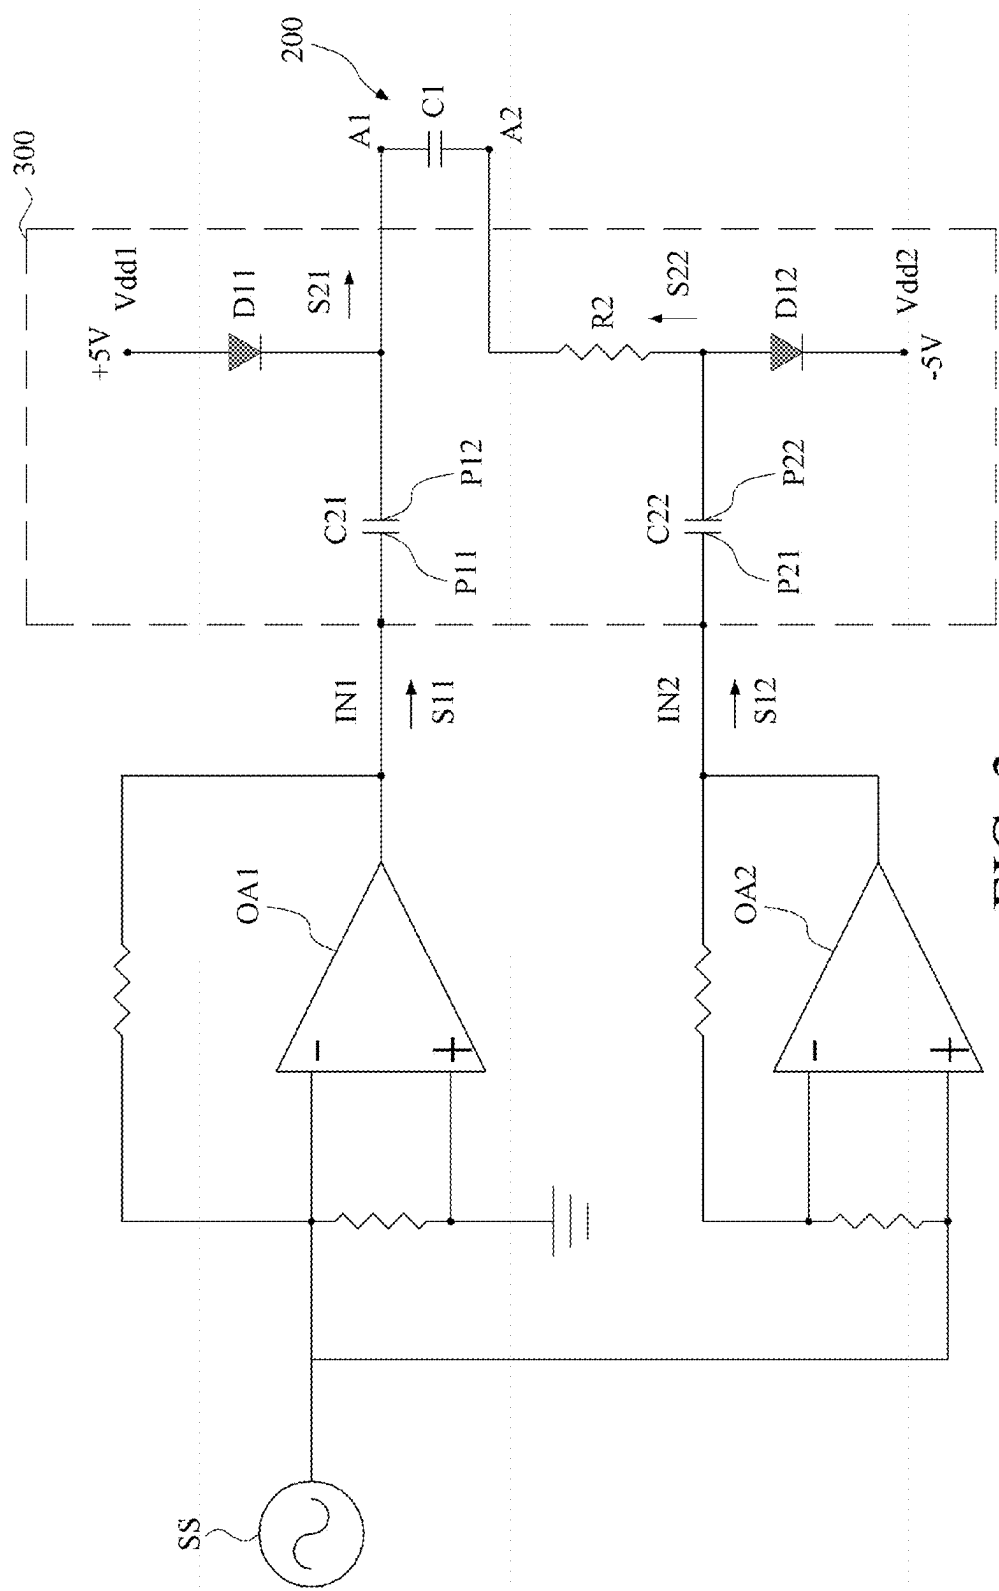 300
200
+5V
Vdd1
D11
S21
A1
C1
A2
C21
P11
P12
R2
S22
C22
P21
P22
D12
Vdd2
-5V
IN1
S11
IN2
S12
OA1
-
+
OA2
-
+
SS